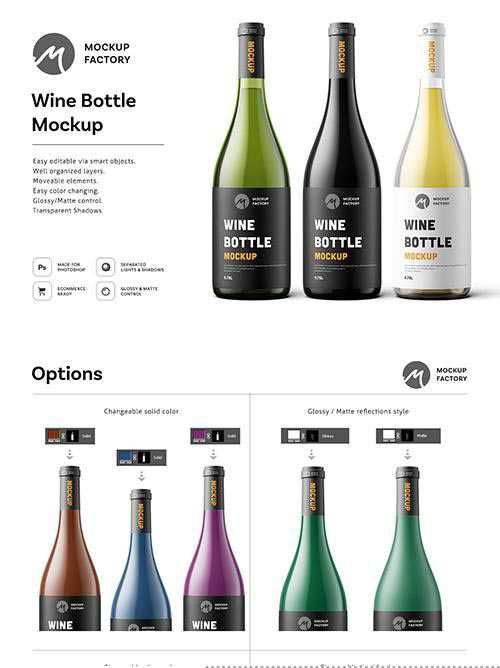 MOCKUP
FACTORY
Wine Bottle
Mockup
Easy editable via smart objects.
Well organized layers.
Moveable elements.
Easy color changing.
Glossy/Matte control.
Transparent Shadows
Ps
MADE FOR
PHOTOSHOP
SEPARATED
LIGHTS & SHADOWS
ECOMMERCE
READY
GLOSSY & MATTE
CONTROL
MOCKUP
MOCKUP
MOCKUP
MOCKUP
FACTORY
MOCKUP
FACTORY
MOCKUP
FACTORY
WINE
BOTTLE
MOCKUP
WINE
BOTTLE
MOCKUP
WINE
BOTTLE
MOCKUP
Options
MOCKUP
FACTORY
Changeable solid color
Glossy / Matte reflections style
Solid
Solid
Solid
Glossy
Matte
MOCKUP
MOCKUP
MOCKUP
MOCKUP
MOCKUP
MOCKUP
FACTORY
MOCKUP
FACTORY
MOCKUP
FACTORY
MOCKUP
FACTORY
MOCKUP
FACTORY
WINE
WINE